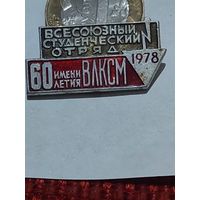 ВСЕСОЮЗНЫЙ
СТУДЕНЧЕСКИЙ
ОТРЯД
1978
60 ИМЕНИ ЛЕТИЯ ВЛКСМ